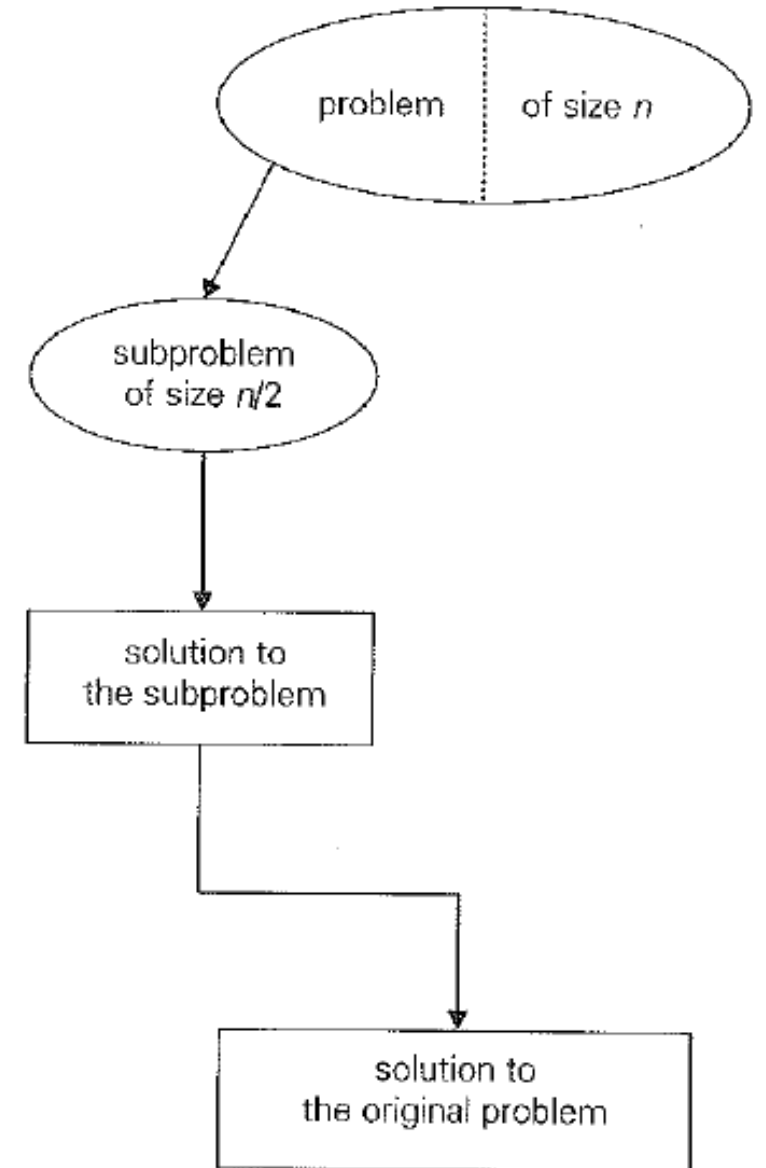 problem of size n
subproblem
of size n/2
solution to
the subproblem
solution to
the original problem